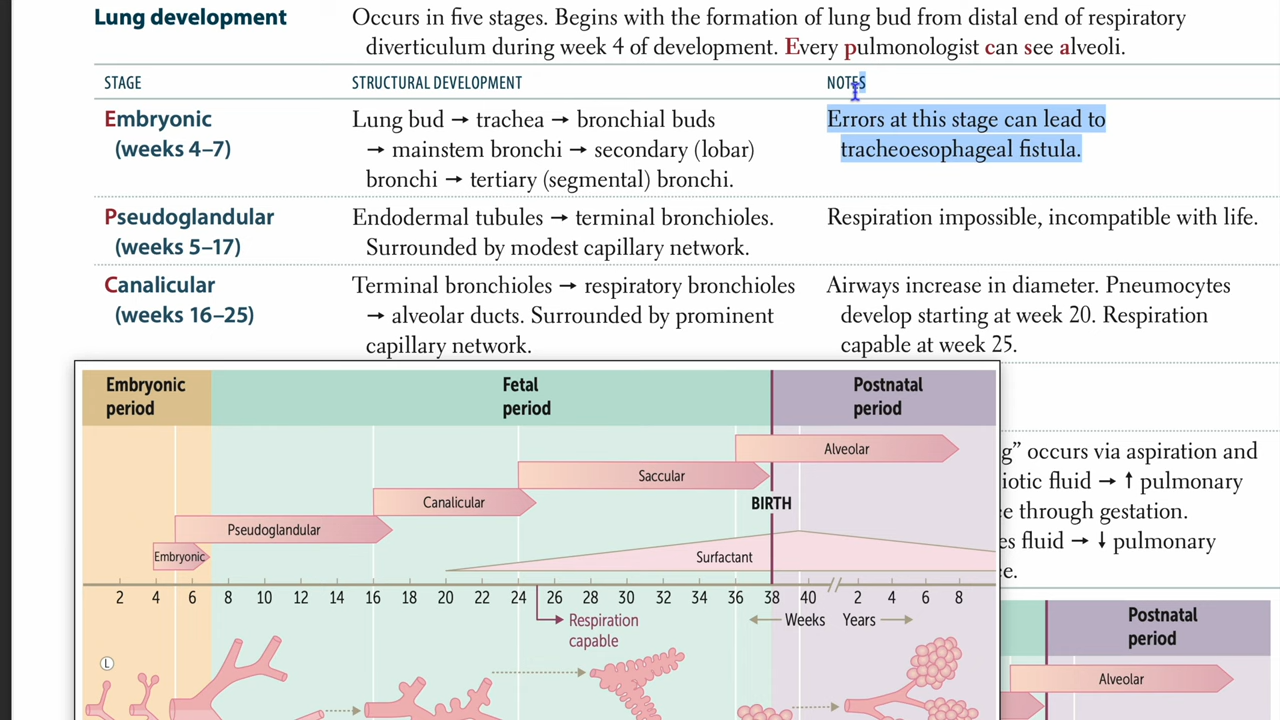 Lung development
Occurs in five stages. Begins with the formation of lung bud from distal end of respiratory
diverticulum during week 4 of development. Every pulmonologist can see alveoli.
STAGE
STRUCTURAL DEVELOPMENT
NOTES
Embryonic
(weeks 4–7)
Lung bud → trachea → bronchial buds
→ mainstem bronchi → secondary (lobar)
bronchi → tertiary (segmental) bronchi.
Errors at this stage can lead to
tracheoesophageal fistula.
Pseudoglandular
(weeks 5–17)
Endodermal tubules → terminal bronchioles.
Surrounded by modest capillary network.
Respiration impossible, incompatible with life.
Canalicular
(weeks 16–25)
Terminal bronchioles → respiratory bronchioles
→ alveolar ducts. Surrounded by prominent
capillary network.
Airways increase in diameter. Pneumocytes
develop starting at week 20. Respiration
capable at week 25.
Embryonic
period
Fetal
period
Postnatal
period
Alveolar
Saccular
Canalicular
BIRTH
Pseudoglandular
Embryonic
Surfactant
2 4 6 8 10 12 14 16 18 20 22 24 26 28 30 32 34 36 38 40 2 4 6 8
Respiration
capable
Weeks Years
L
g” occurs via aspiration and
iotic fluid → ↑ pulmonary
e through gestation.
es fluid → ↓ pulmonary
e.
Postnatal
period
Alveolar